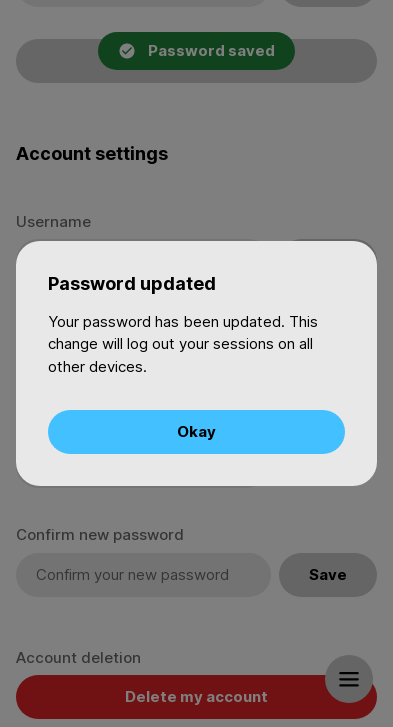 Password saved
Account settings
Username
Password updated
Your password has been updated. This
change will log out your sessions on all
other devices.
Okay
Confirm new password
Confirm your new password
Save
Account deletion
Delete my account